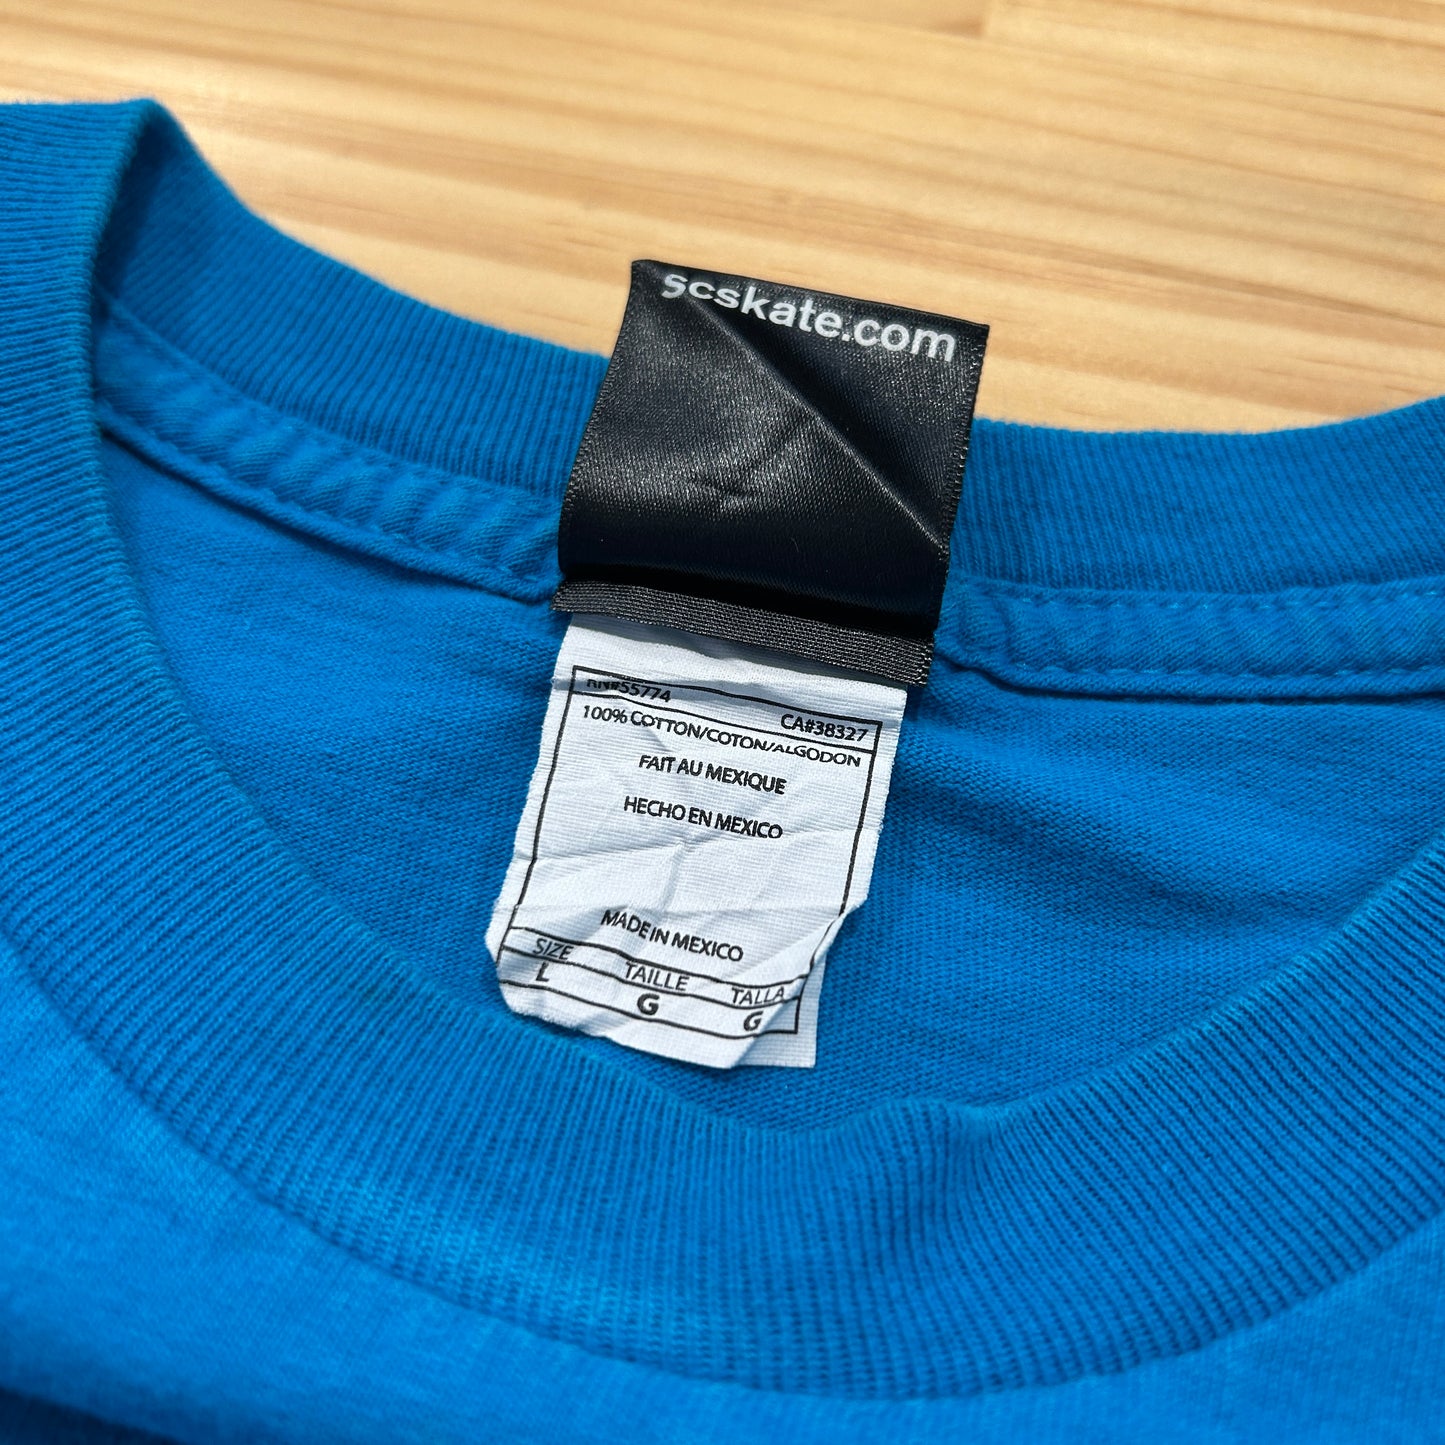 scskate.com
RN#55774
CA#38327
100% COTTON/COTON/ALGODON
FAIT AU MEXIQUE
HECHO EN MEXICO
MADE IN MEXICO
SIZE TAILLE TALLA
L G G